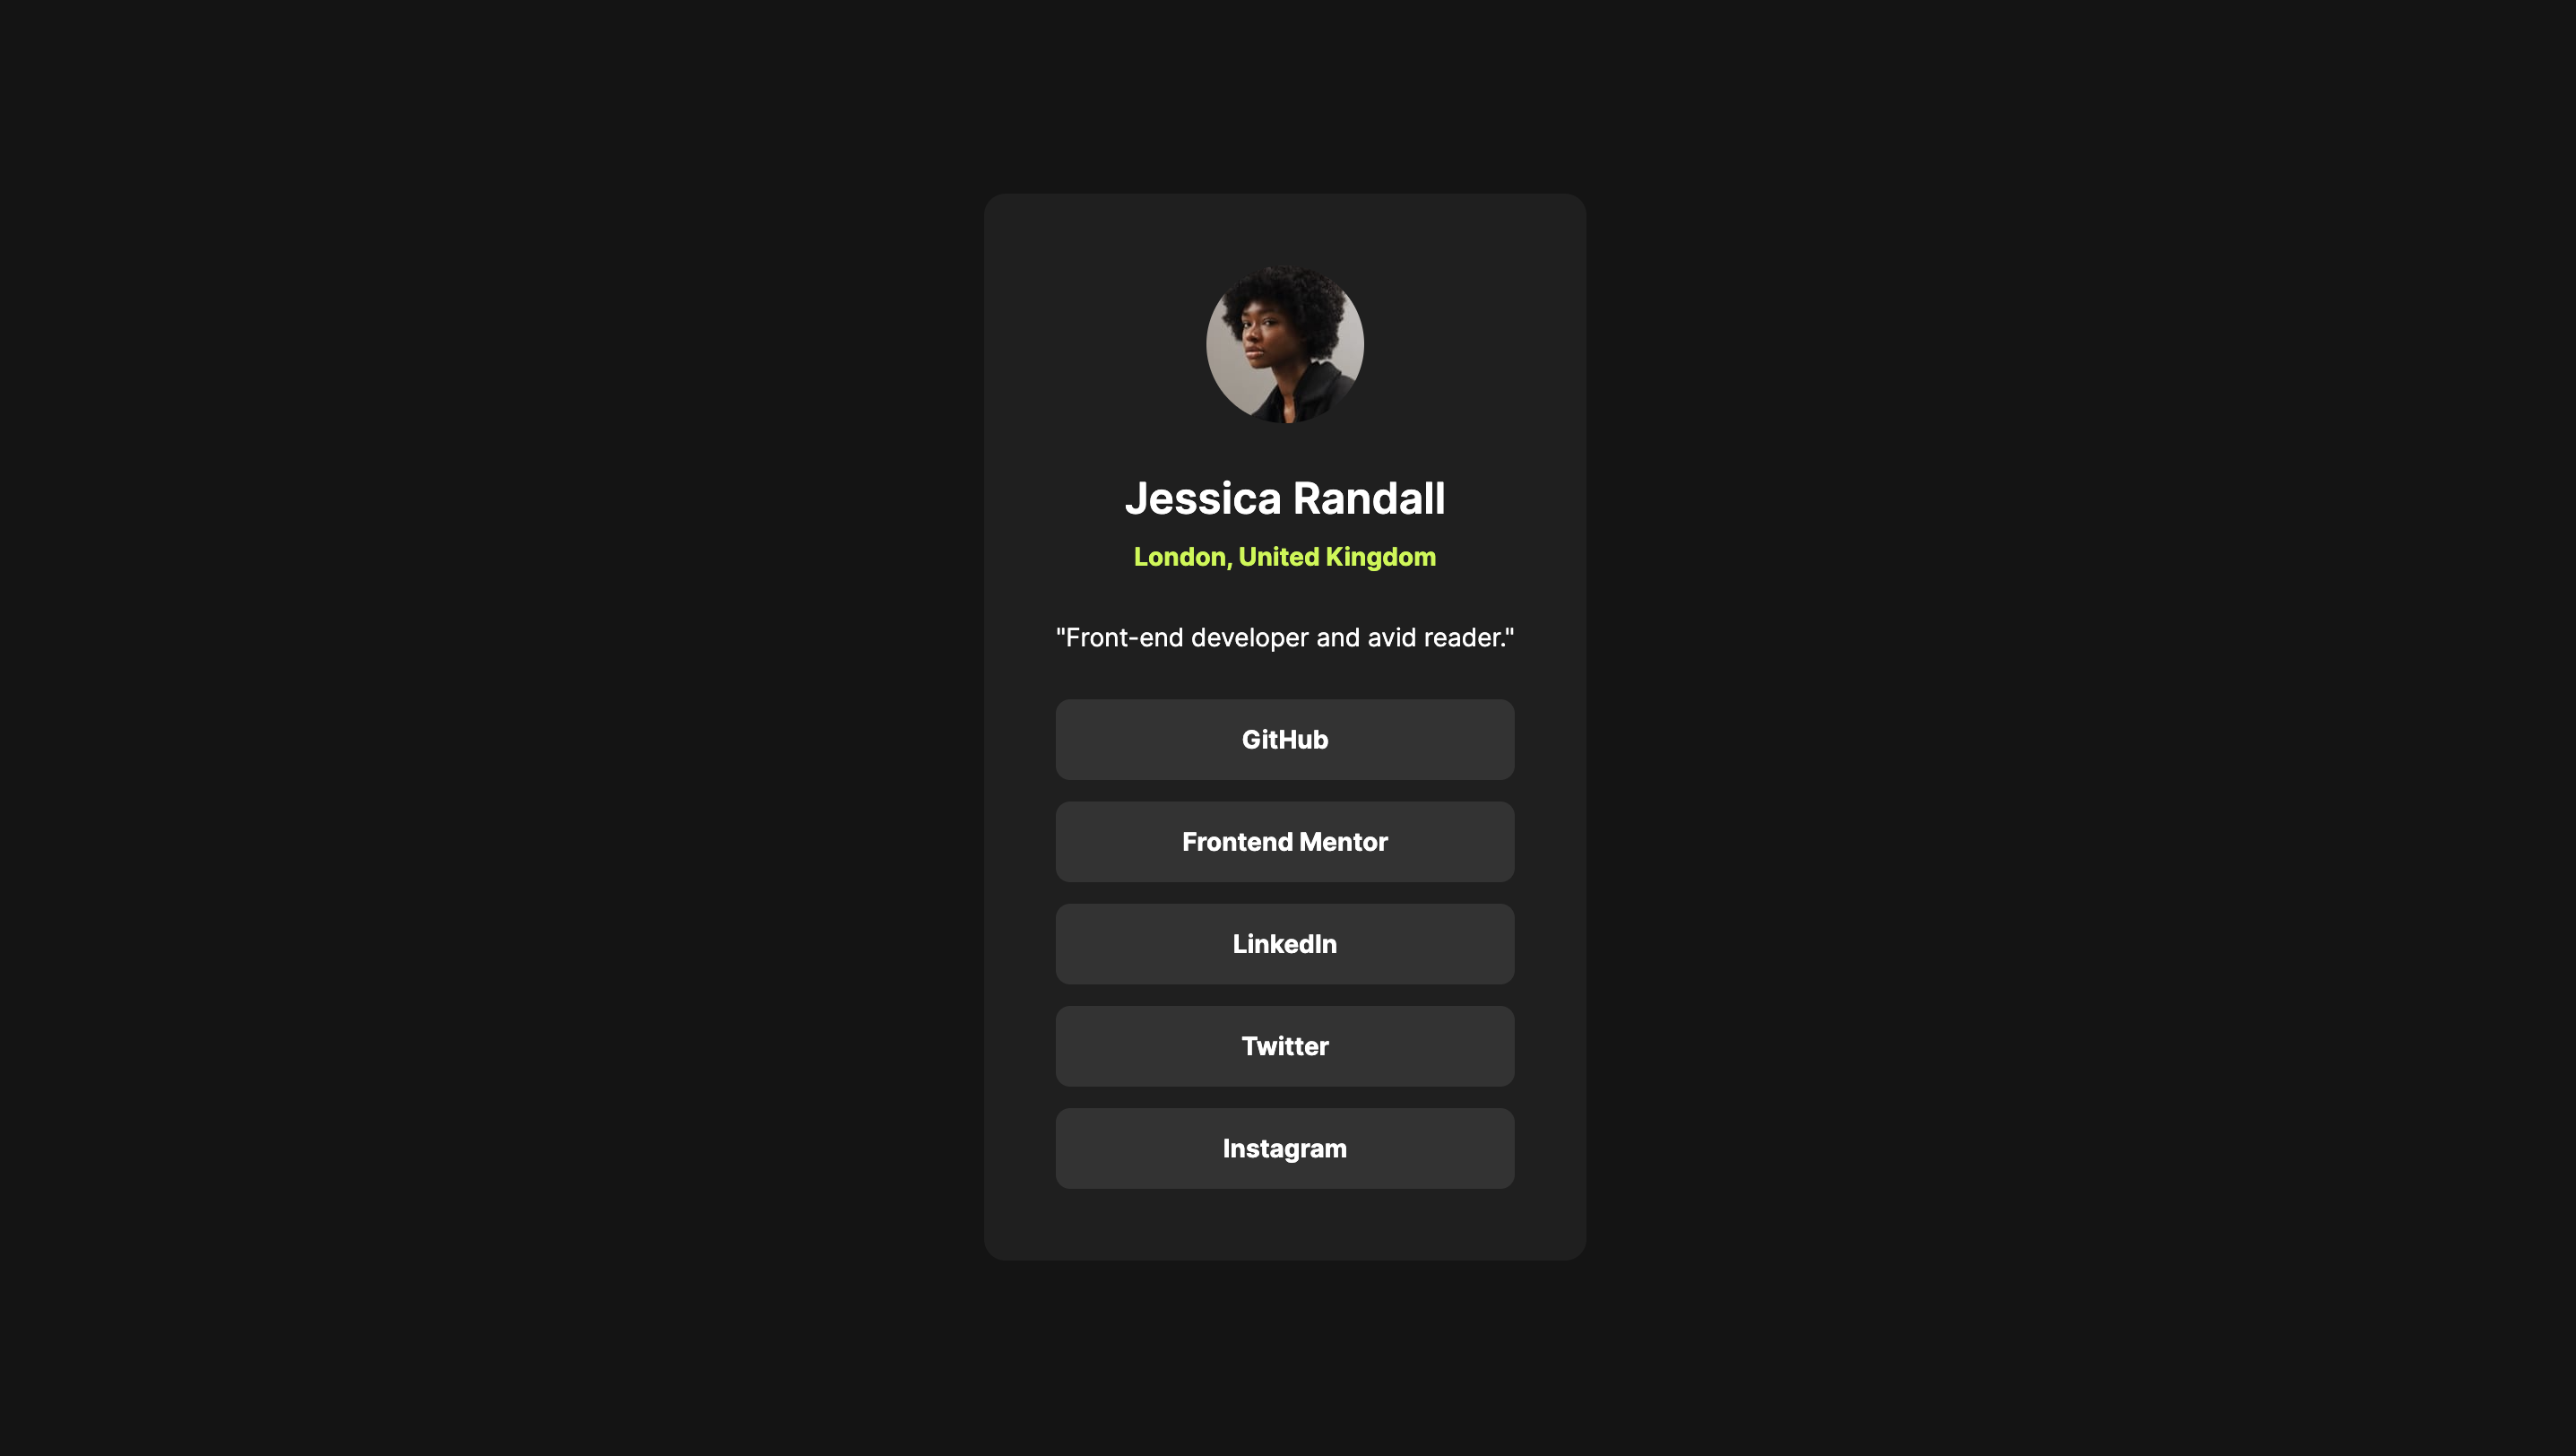 Jessica Randall
London, United Kingdom
"Front-end developer and avid reader."
GitHub
Frontend Mentor
LinkedIn
Twitter
Instagram